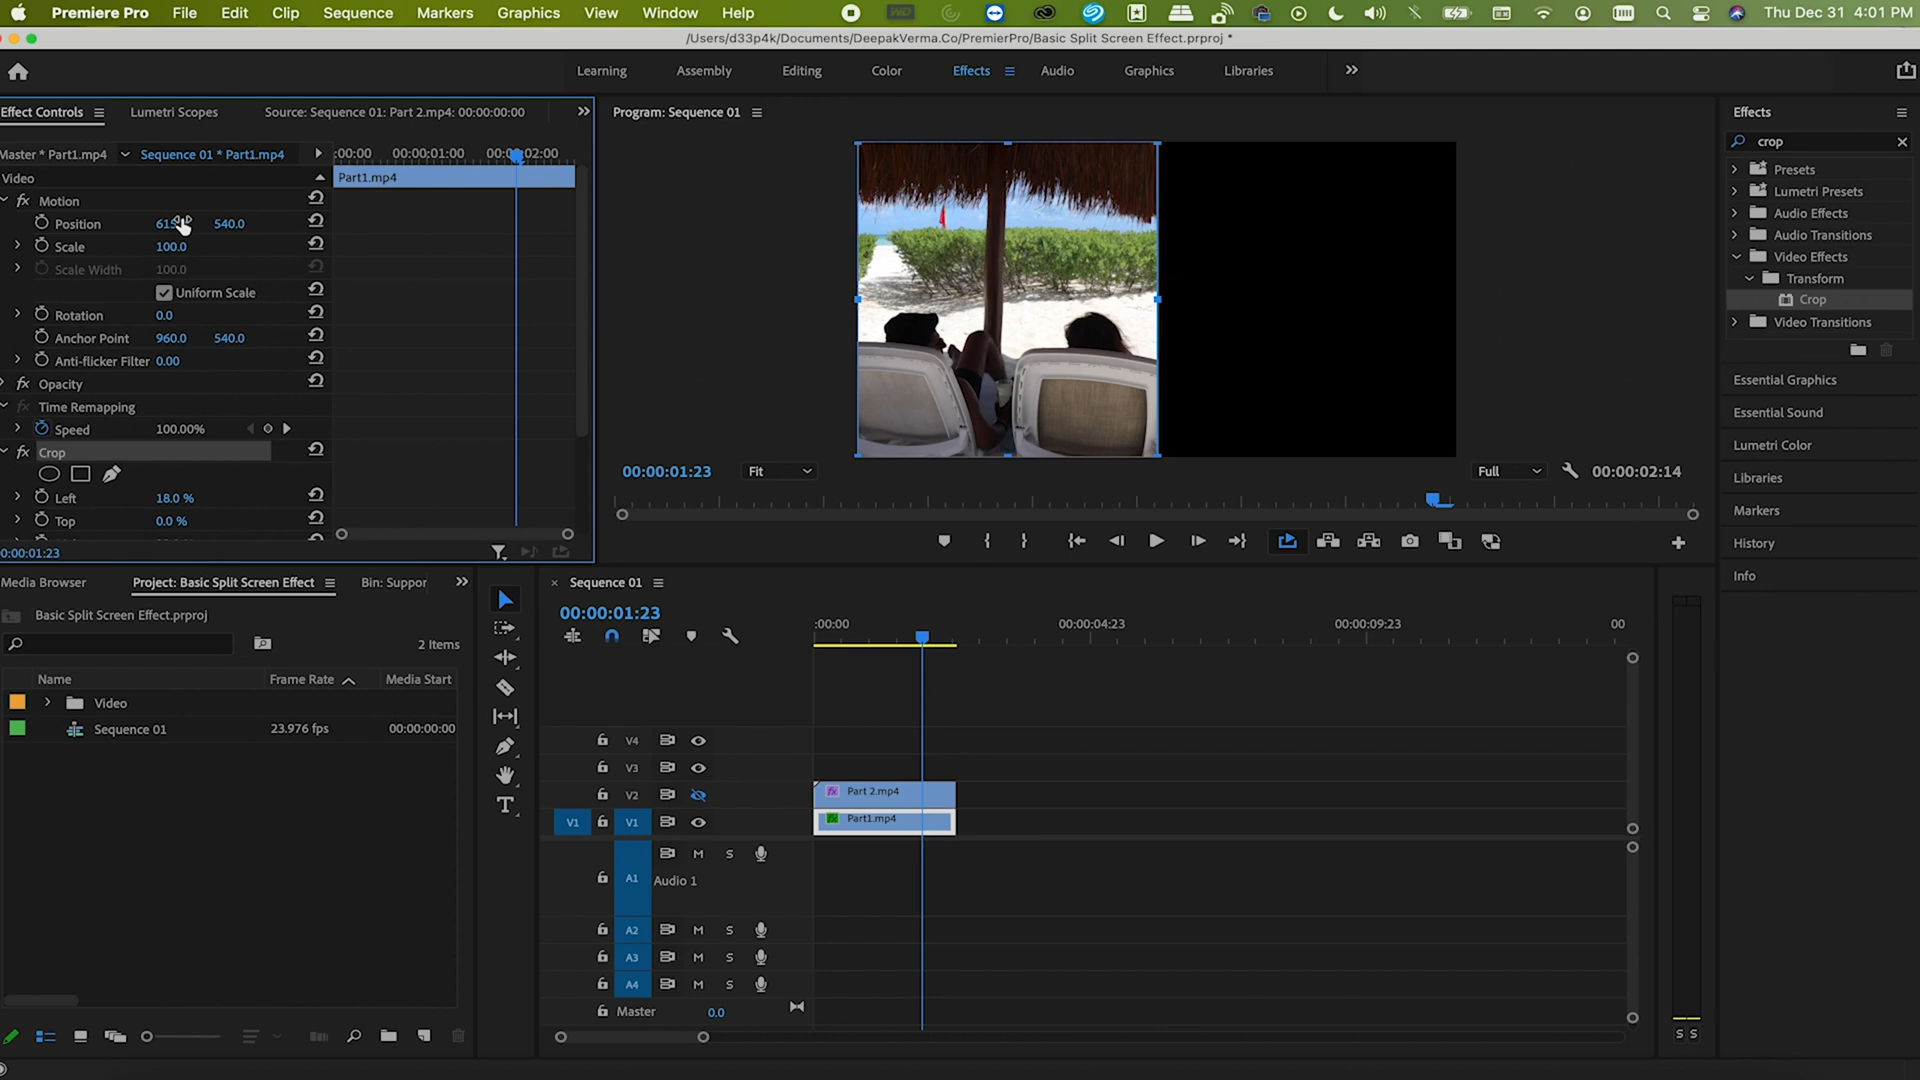 Premiere Pro File Edit Clip Sequence Markers Graphics View Window Help Thu Dec 31 4:01 PM
/Users/d33p4k/Documents/DeepakVerma.Co/PremierPro/Basic Split Screen Effect.prproj *
Learning Assembly Editing Color Effects Audio Graphics Libraries
Effect Controls Lumetri Scopes Source: Sequence 01: Part 2.mp4: 00:00:00:00
Program: Sequence 01
Effects
crop
Master * Part1.mp4 Sequence 01 * Part1.mp4
:00:00 00:00:01:00
Video
Part1.mp4
Motion
Position 540.0
Scale 100.0
Scale Width 100.0
Uniform Scale
Rotation 0.0
Anchor Point 960.0 540.0
Anti-flicker Filter 0.00
Opacity
Time Remapping
Speed 100.00%
Crop
Left 18.0 %
Top 0.0 %
0:00:01:23
00:00:01:23 Fit Full 00:00:02:14
Presets
Lumetri Presets
Audio Effects
Audio Transitions
Video Effects
Transform
Crop
Video Transitions
Essential Graphics
Essential Sound
Lumetri Color
Libraries
Markers
History
Info
Media Browser Project: Basic Split Screen Effect Bin: Suppor
Basic Split Screen Effect.prproj
2 Items
Name Frame Rate Media Start
Video
Sequence 01 23.976 fps 00:00:00:00
Sequence 01
00:00:01:23
:00:00 00:00:04:23 00:00:09:23 00
V4
V3
V2 Part 2.mp4
V1 V1 Part1.mp4
M S
A1 Audio 1
A2 M S
A3 M S
A4 M S
Master 0.0
S S